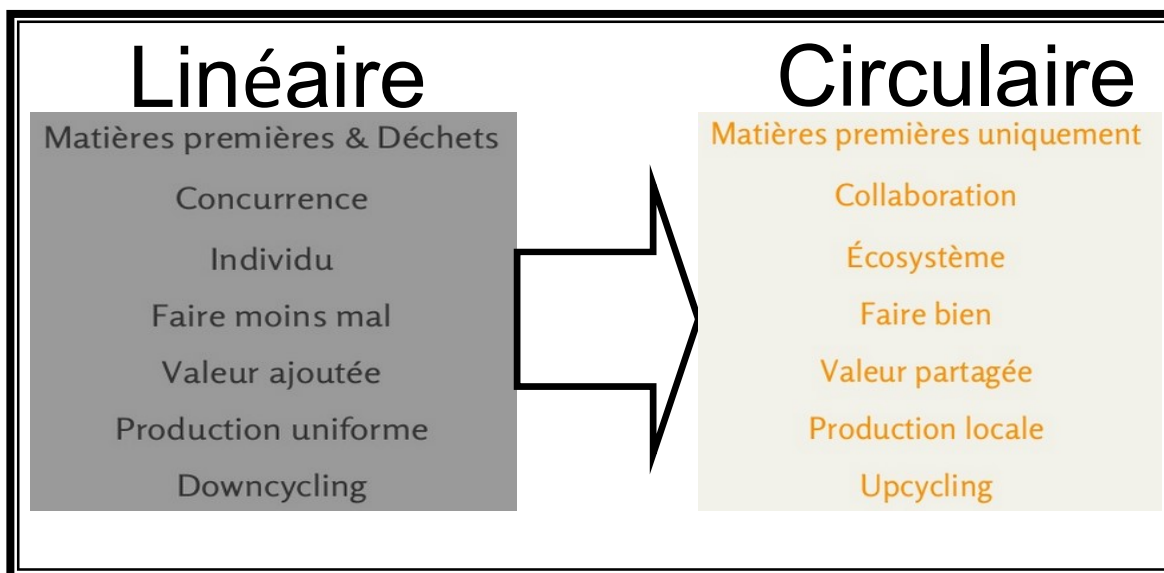 Linéaire
Matières premières & Déchets
Concurrence
Individu
Faire moins mal
Valeur ajoutée
Production uniforme
Downcycling
Circulaire
Matières premières uniquement
Collaboration
Écosystème
Faire bien
Valeur partagée
Production locale
Upcycling